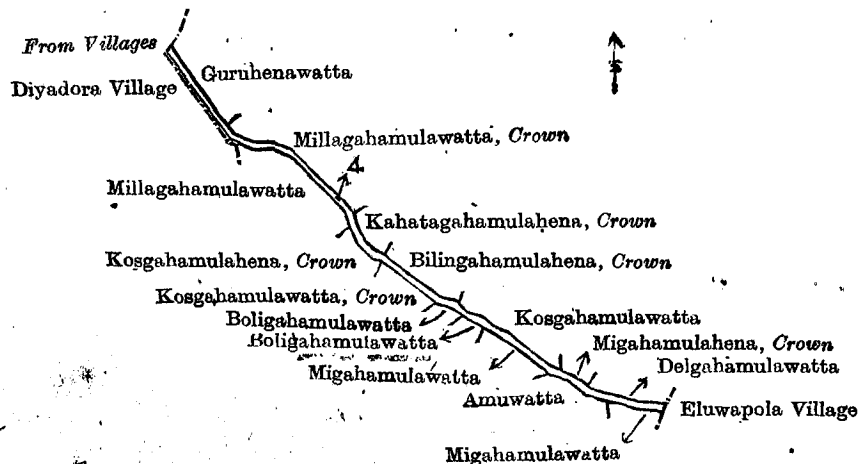 From Villages
Guruhenawatta
Diyadora Village
Millagahamulawatta, Crown
4
Millagahamulawatta
Kahatagahamulahena, Crown
Kosgahamulahena, Crown
Bilingahamulahena, Crown
Kosgahamulawatta, Crown
Boligahamulawatta
Kosgahamulawatta
Boligahamulawatta
Migahamulahena, Crown
Delgahamulawatta
Migahamulawatta
Amuwatta
Eluwapola Village
Migahamulawatta